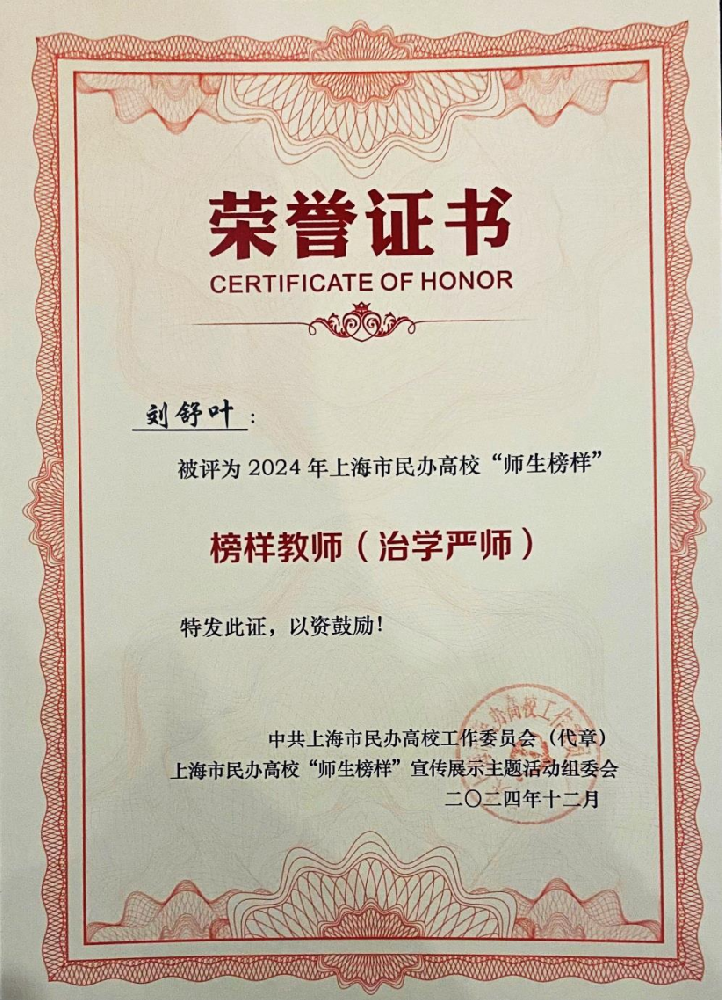 荣誉证书
CERTIFICATE OF HONOR
刘舒叶:
被评为 2024 年上海市民办高校“师生榜样”
榜样教师(治学严师)
特发此证,以资鼓励!
中共上海市民办高校工作委员会(代章)
上海市民办高校“师生榜样”宣传展示主题活动组委会
二〇二四年十二月